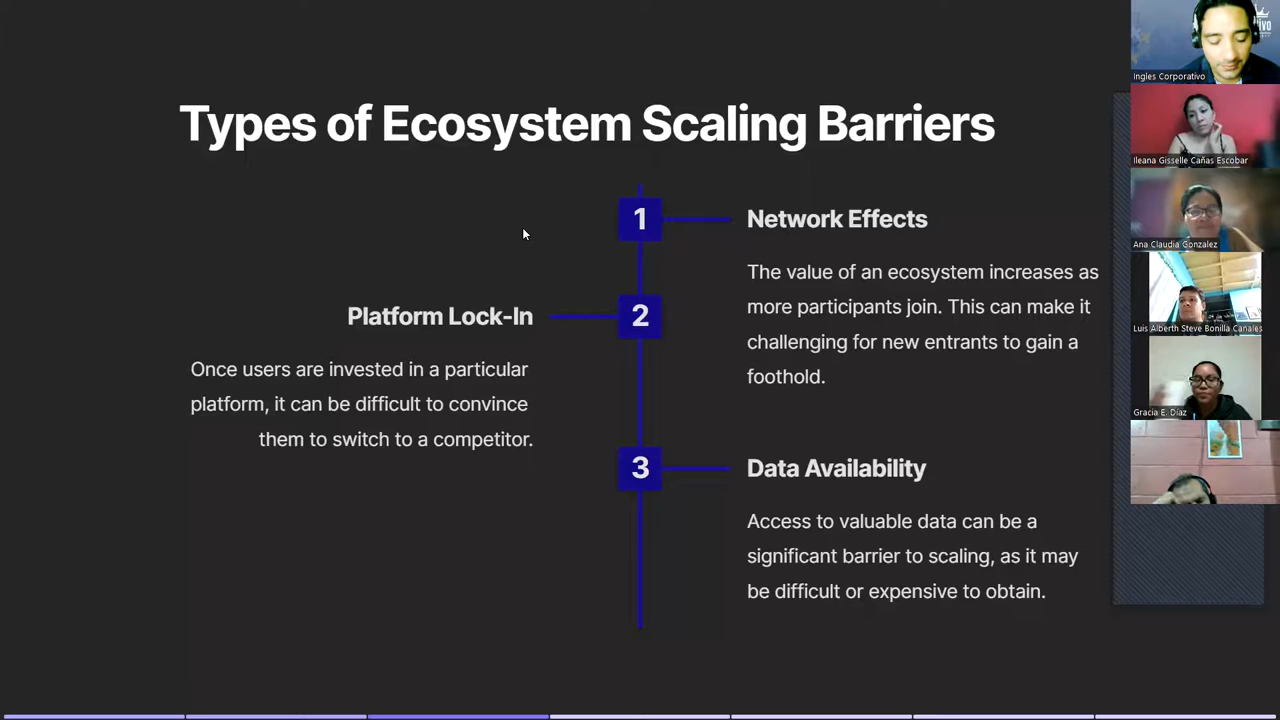 Types of Ecosystem Scaling Barriers
1
Network Effects
The value of an ecosystem increases as
more participants join. This can make it
challenging for new entrants to gain a
foothold.
2
Platform Lock-In
Once users are invested in a particular
platform, it can be difficult to convince
them to switch to a competitor.
3
Data Availability
Access to valuable data can be a
significant barrier to scaling, as it may
be difficult or expensive to obtain.
Ingles Corporativo
Ileana Gisselle Cañas Escobar
Ana Claudia Gonzalez
Luis Alberth Steve Bonilla Canales
Gracia E. Díaz